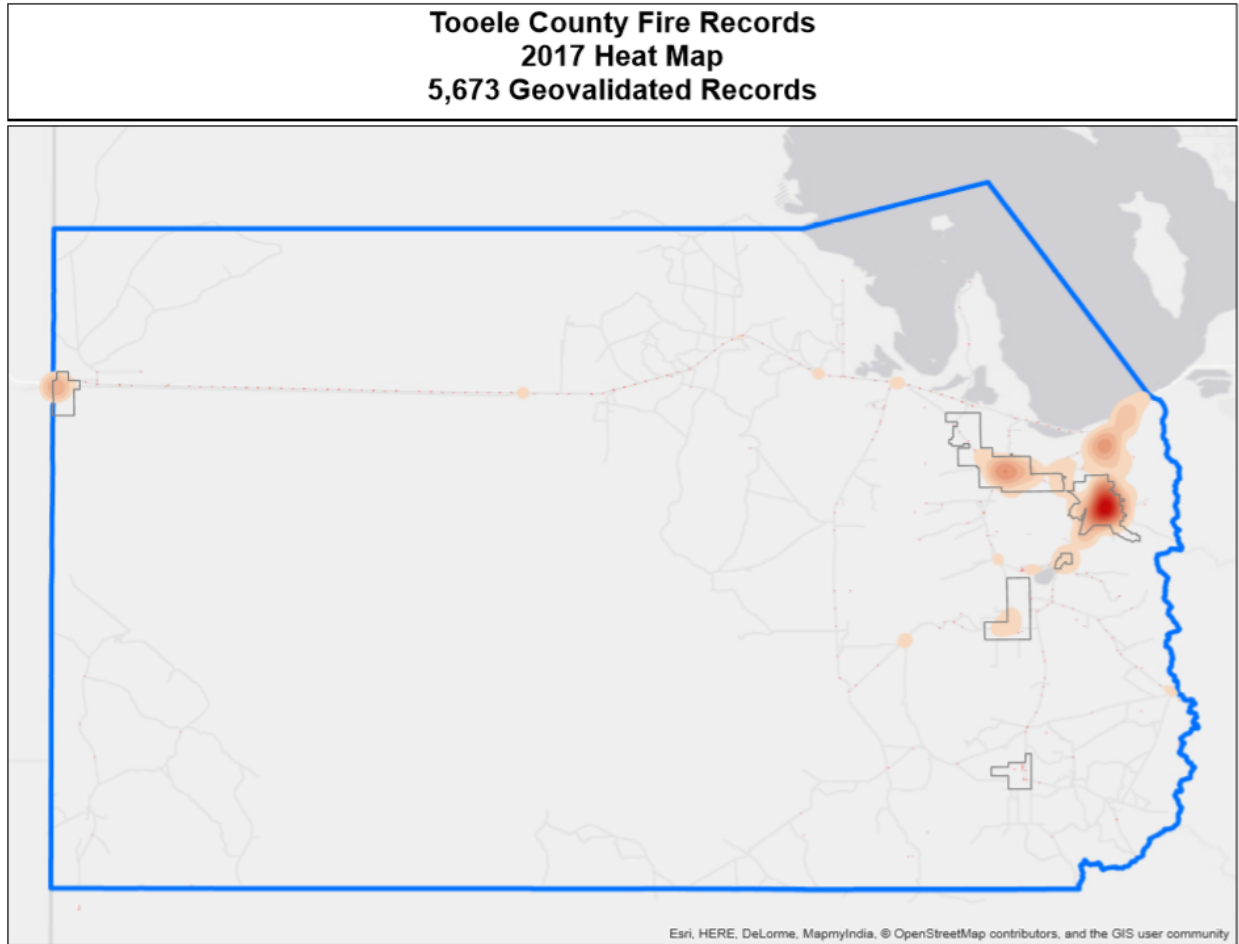 Tooele County Fire Records
2017 Heat Map
5,673 Geovalidated Records
Esri, HERE, DeLorme, MapmyIndia, © OpenStreetMap contributors, and the GIS user community